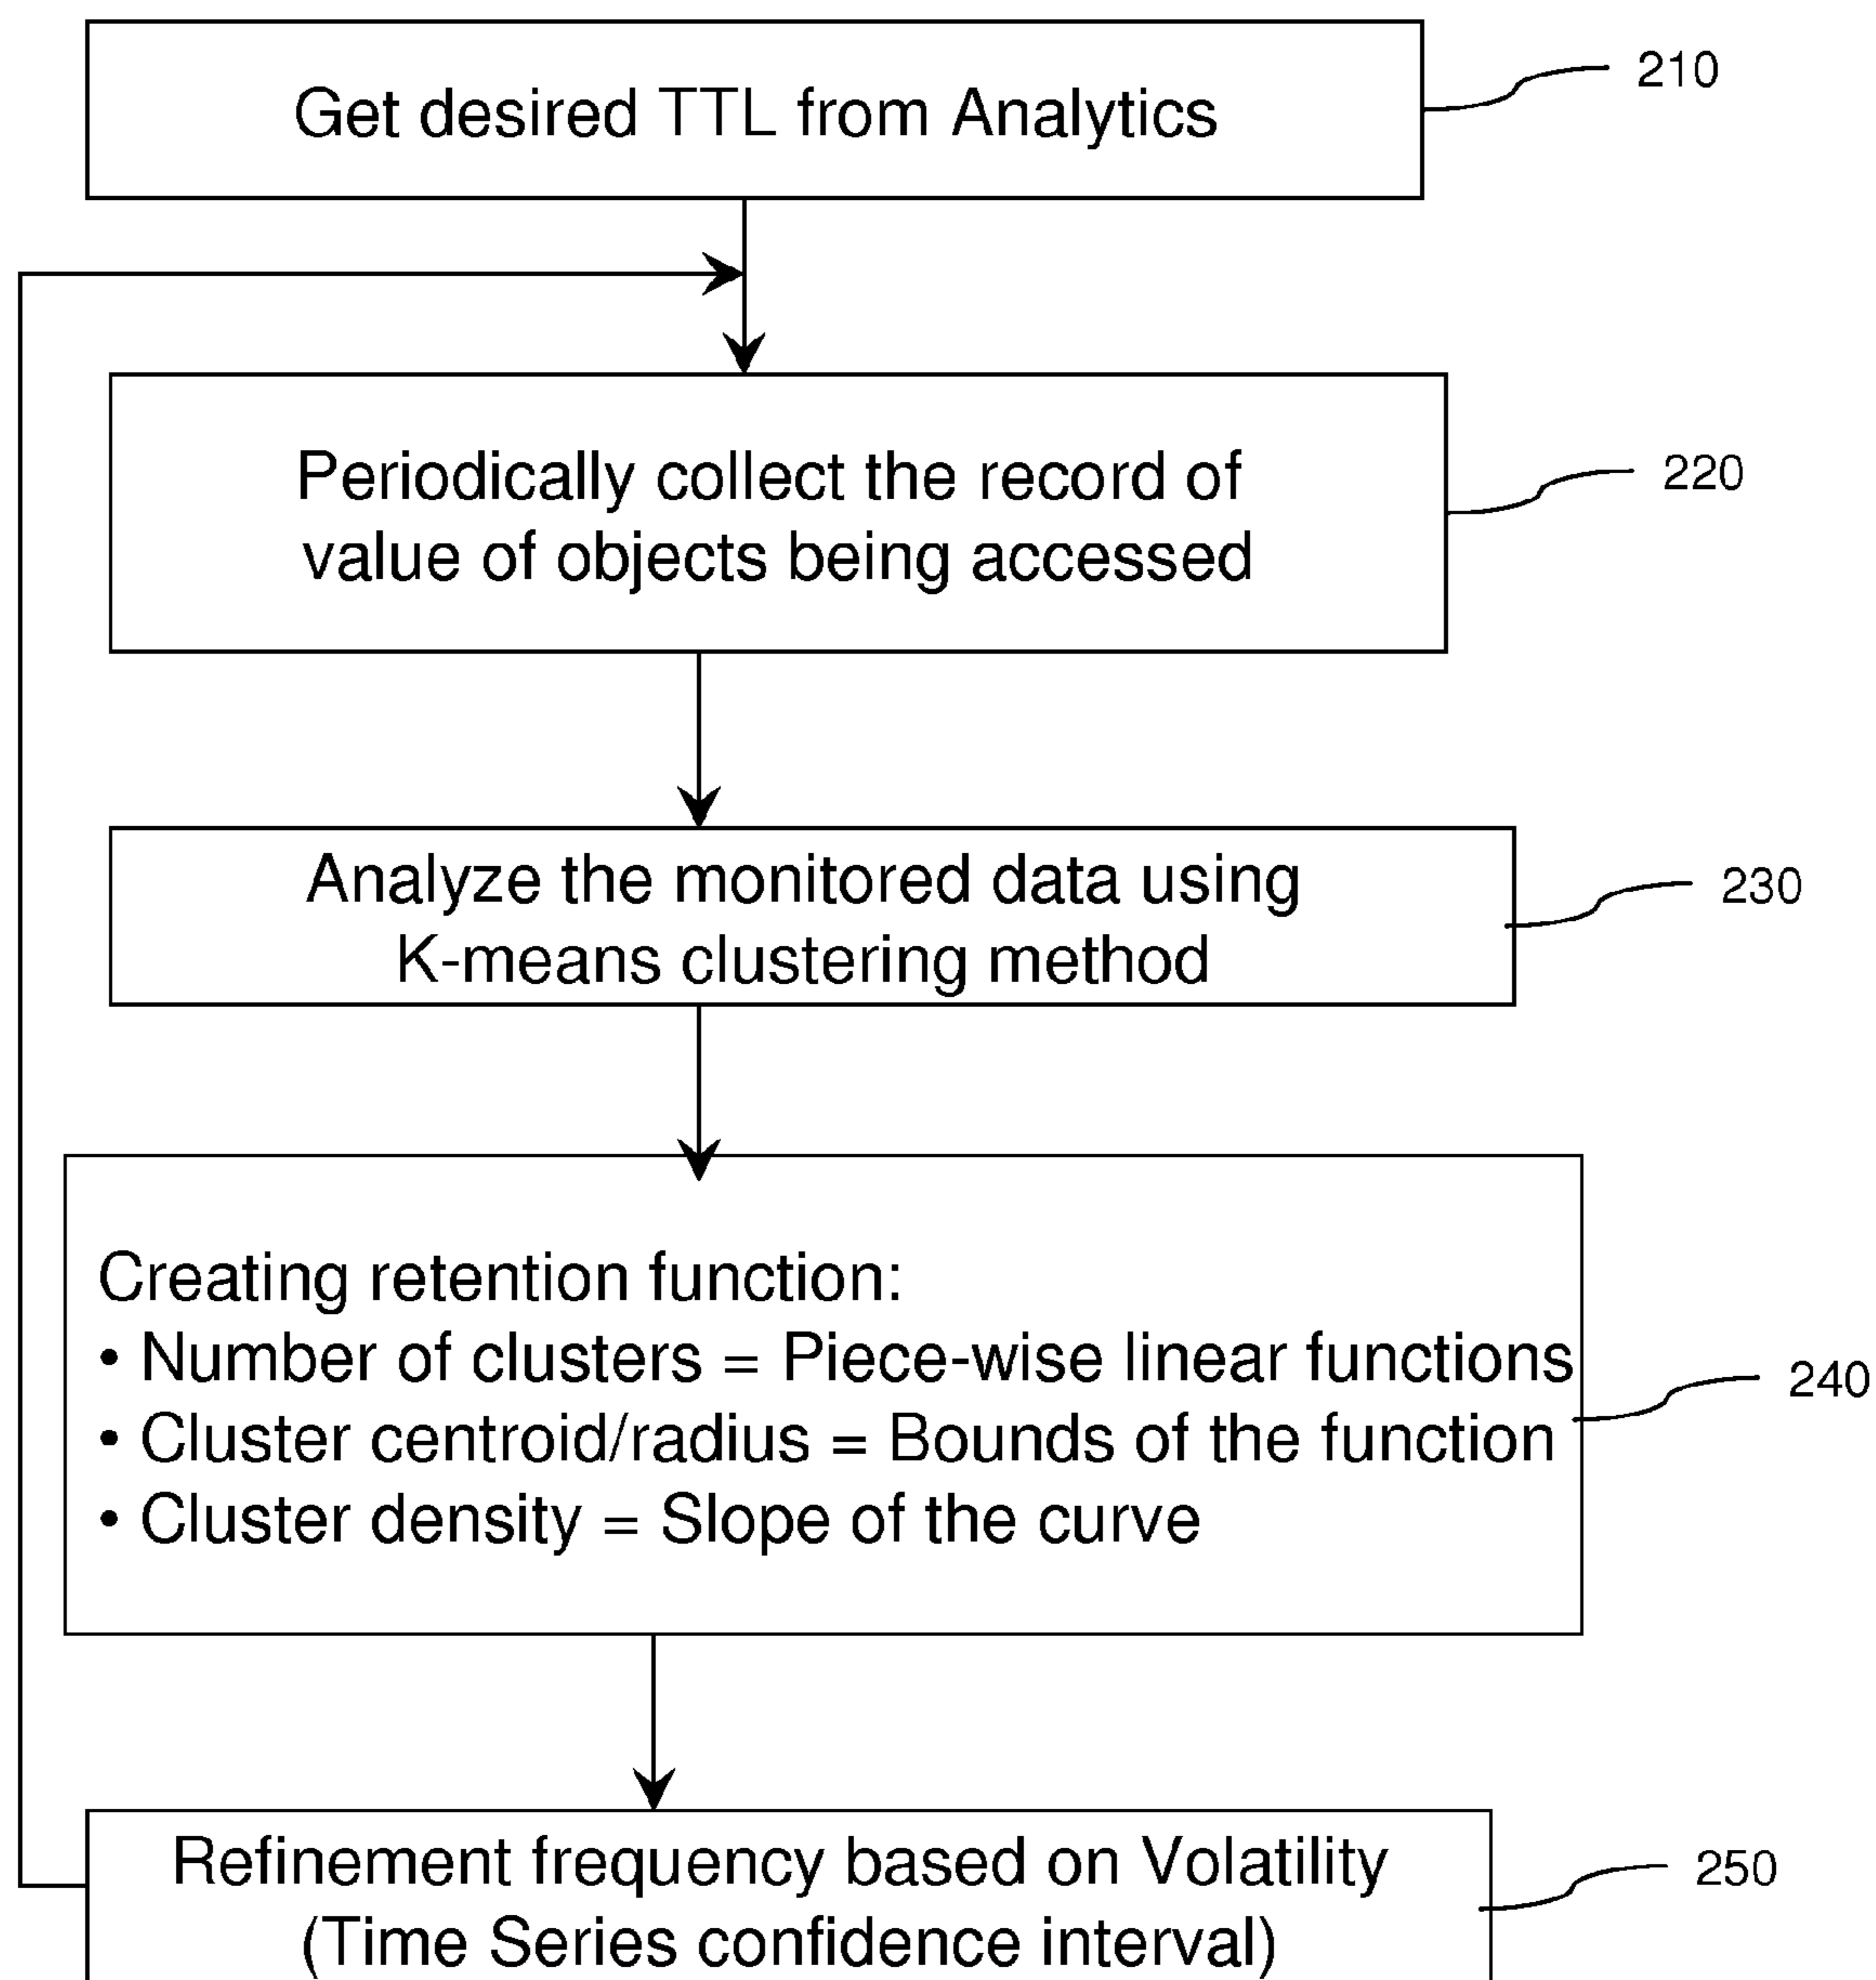 Get desired TTL from Analytics
210
Periodically collect the record of
value of objects being accessed
220
Analyze the monitored data using
K-means clustering method
230
Creating retention function:
• Number of clusters = Piece-wise linear functions
• Cluster centroid/radius = Bounds of the function
• Cluster density = Slope of the curve
240
Refinement frequency based on Volatility
(Time Series confidence interval)
250